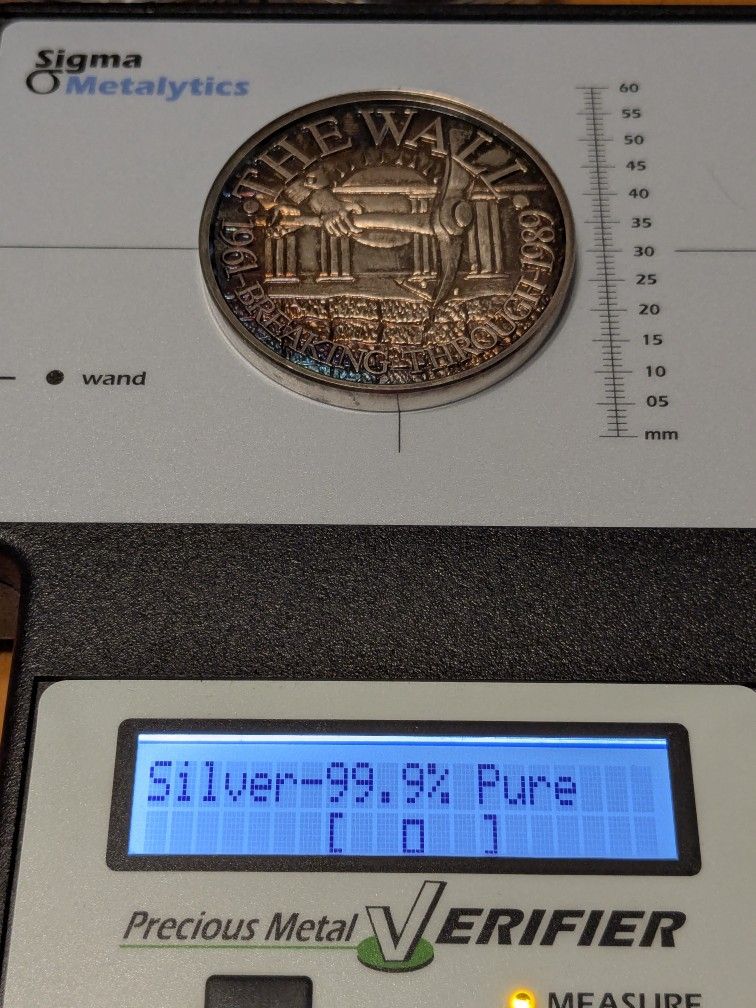 Sigma
Metalytics
THE WALL
1961-BREAKING-THROUGH-1989
60
55
50
45
40
35
30
25
20
15
10
05
mm
wand
Silver-99.9% Pure
[ 0 ]
Precious Metal VERIFIER
MEASURE